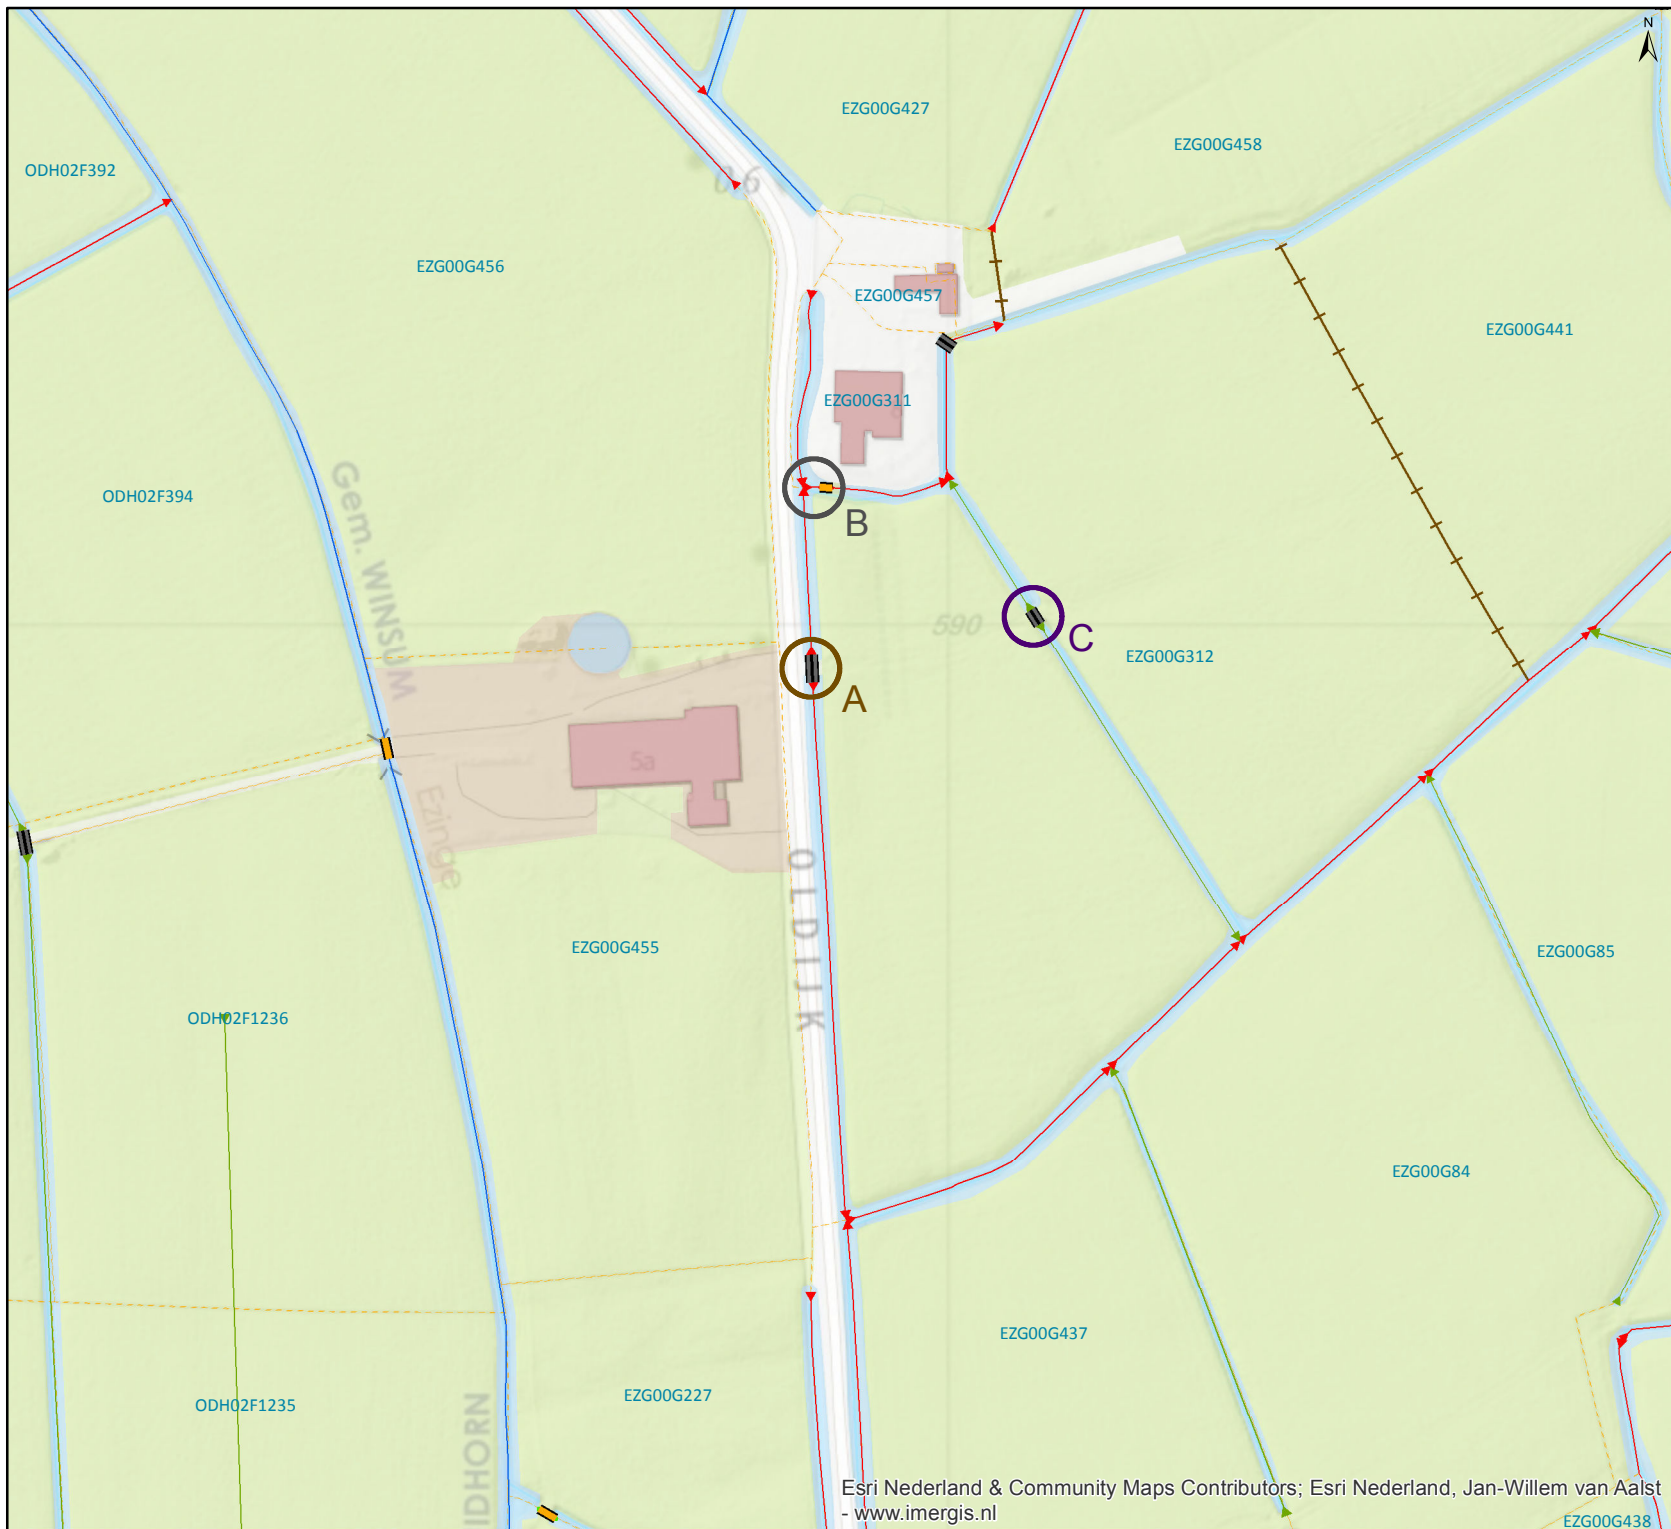 N
EZG00G427
EZG00G458
ODH02F392
06
EZG00G456
EZG00G457
EZG00G441
EZG00G311
Gem. WINSUM
ODH02F394
B
590
C
EZG00G312
A
5a
Ezinge
OLDIJK
EZG00G455
EZG00G85
ODH02F1236
EZG00G84
EZG00G437
EZG00G227
ODH02F1235
IDHORN
Esri Nederland & Community Maps Contributors; Esri Nederland, Jan-Willem van Aalst
- www.imergis.nl
EZG00G438